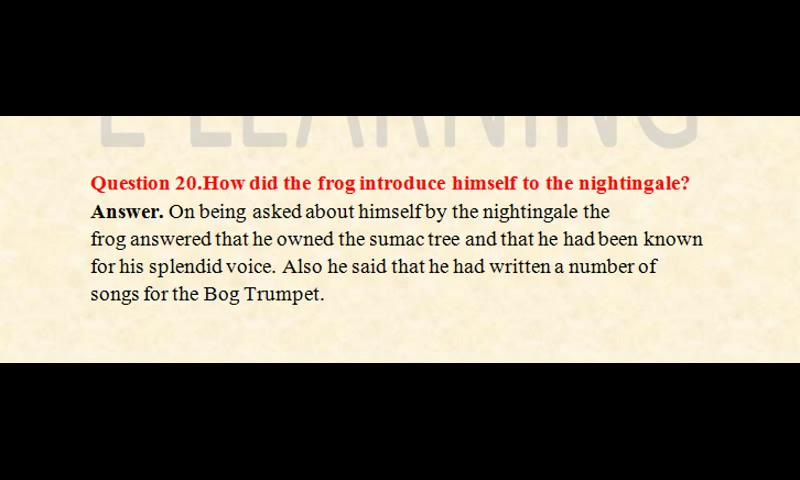 E-LEARNING
Question 20.How did the frog introduce himself to the nightingale?
Answer. On being asked about himself by the nightingale the
frog answered that he owned the sumac tree and that he had been known
for his splendid voice. Also he said that he had written a number of
songs for the Bog Trumpet.